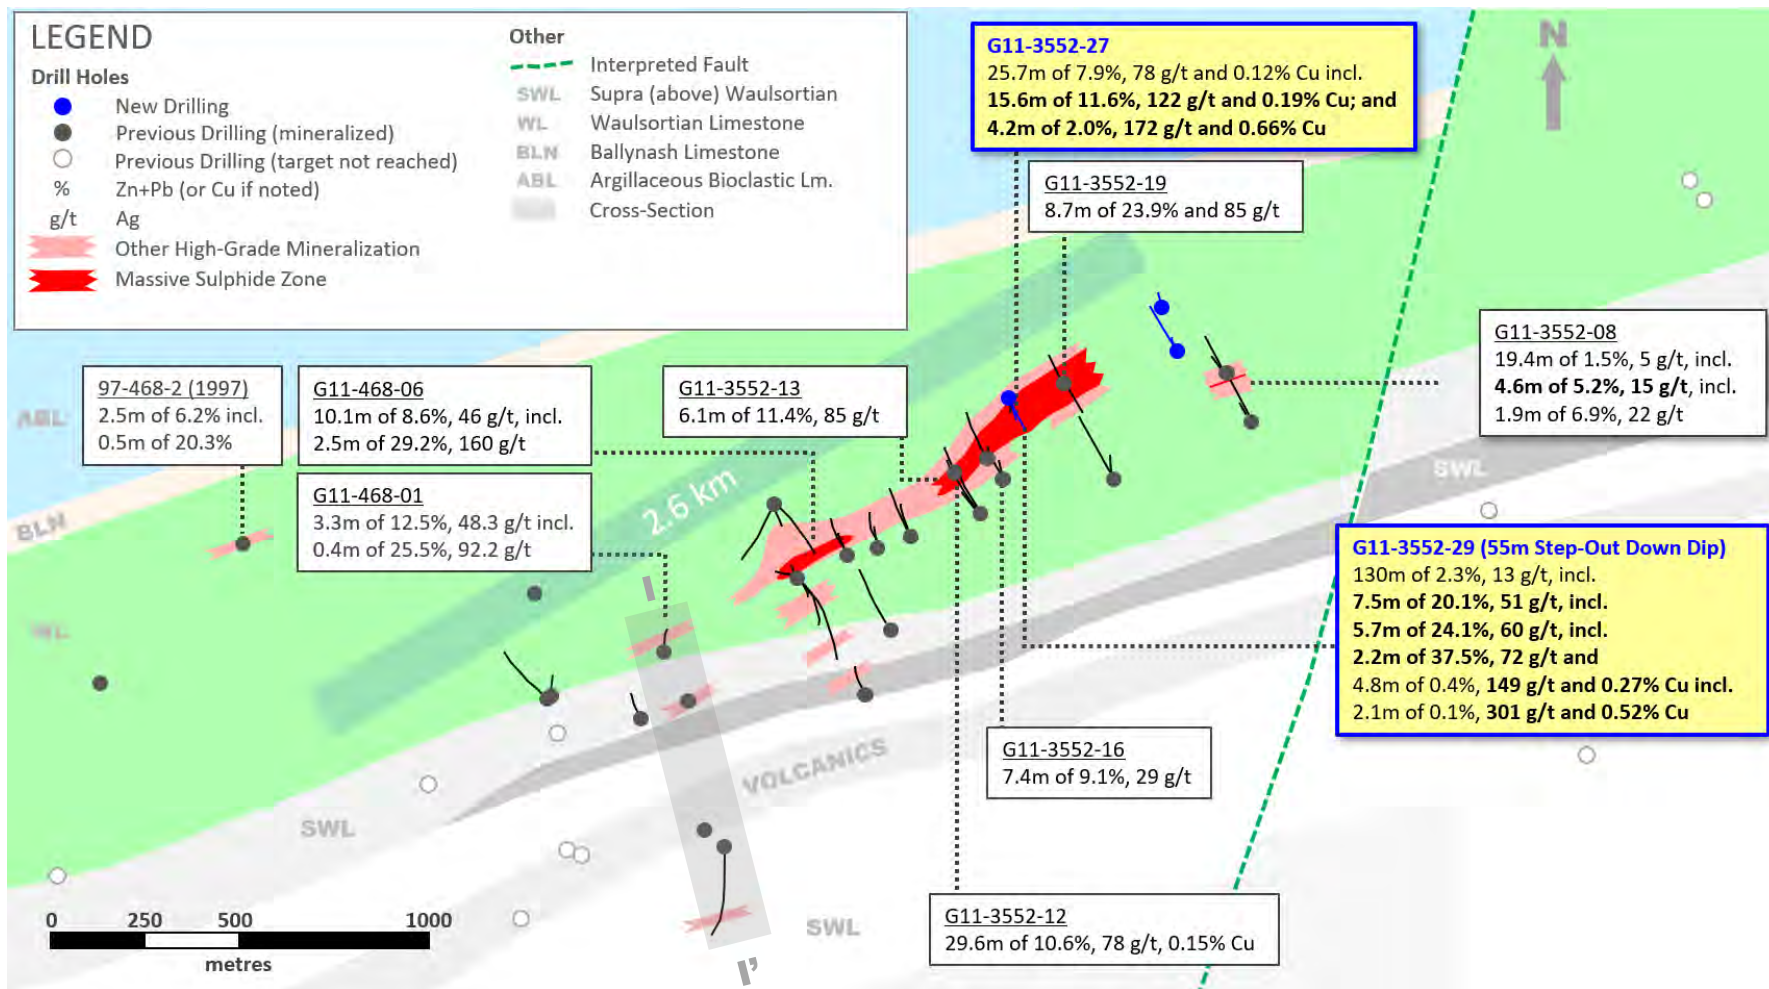 LEGEND
Drill Holes
New Drilling
Previous Drilling (mineralized)
Previous Drilling (target not reached)
% Zn+Pb (or Cu if noted)
g/t Ag
Other High-Grade Mineralization
Massive Sulphide Zone
Other
Interpreted Fault
SWL Supra (above) Waulsortian
WL Waulsortian Limestone
BLN Ballynash Limestone
ABL Argillaceous Bioclastic Lm.
Cross-Section
G11-3552-27
25.7m of 7.9%, 78 g/t and 0.12% Cu incl.
15.6m of 11.6%, 122 g/t and 0.19% Cu; and
4.2m of 2.0%, 172 g/t and 0.66% Cu
N
G11-3552-19
8.7m of 23.9% and 85 g/t
G11-3552-08
19.4m of 1.5%, 5 g/t, incl.
4.6m of 5.2%, 15 g/t, incl.
1.9m of 6.9%, 22 g/t
97-468-2 (1997)
2.5m of 6.2% incl.
0.5m of 20.3%
G11-468-06
10.1m of 8.6%, 46 g/t, incl.
2.5m of 29.2%, 160 g/t
G11-3552-13
6.1m of 11.4%, 85 g/t
G11-468-01
3.3m of 12.5%, 48.3 g/t incl.
0.4m of 25.5%, 92.2 g/t
ABL
BLN
WL
2.6 km
SWL
G11-3552-29 (55m Step-Out Down Dip)
130m of 2.3%, 13 g/t, incl.
7.5m of 20.1%, 51 g/t, incl.
5.7m of 24.1%, 60 g/t, incl.
2.2m of 37.5%, 72 g/t and
4.8m of 0.4%, 149 g/t and 0.27% Cu incl.
2.1m of 0.1%, 301 g/t and 0.52% Cu
I
VOLCANICS
G11-3552-16
7.4m of 9.1%, 29 g/t
SWL
G11-3552-12
29.6m of 10.6%, 78 g/t, 0.15% Cu
SWL
I’
0 250 500 1000
metres